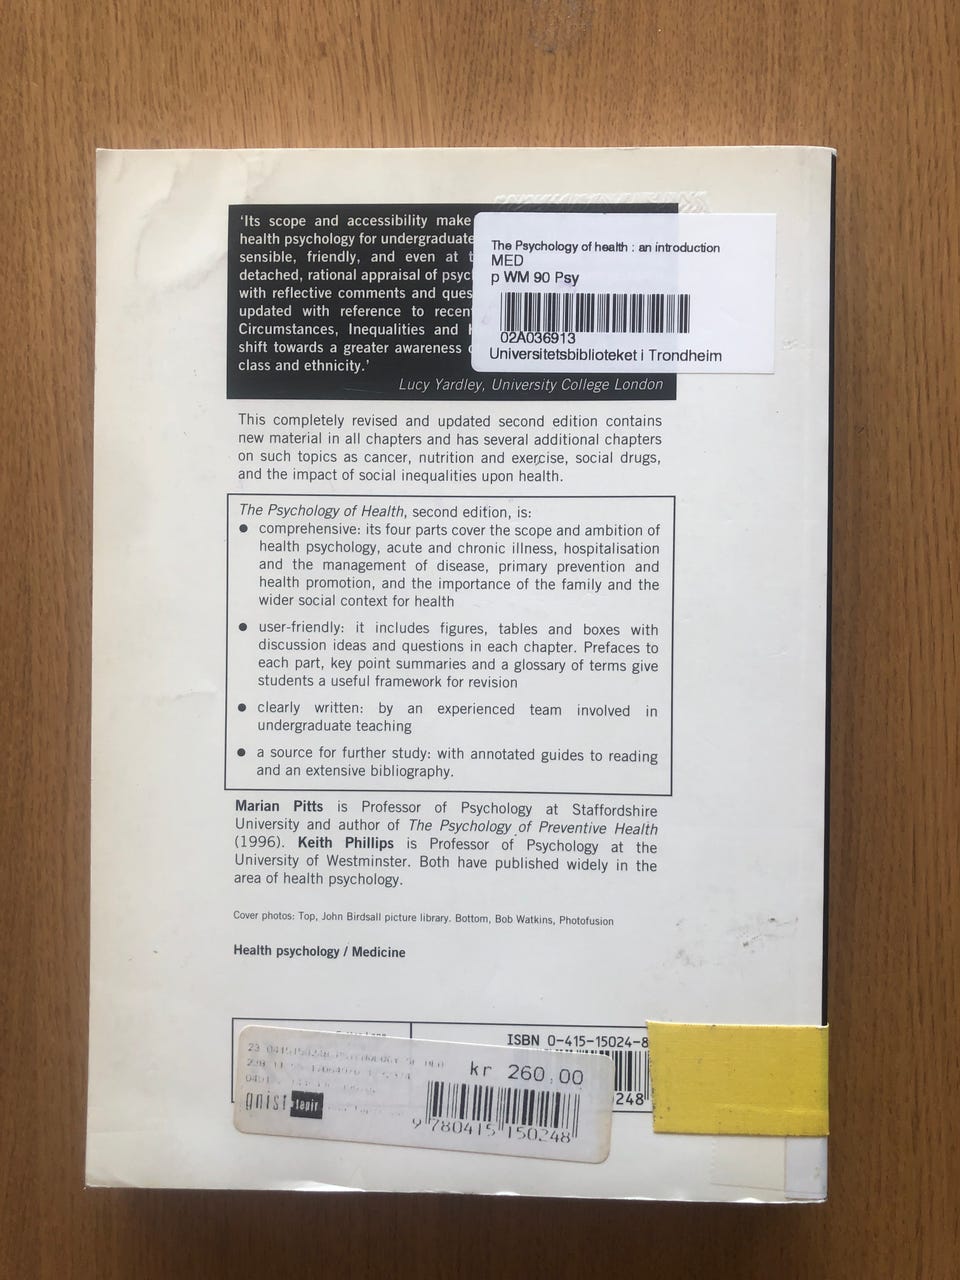 'Its scope and accessibility make
health psychology for undergraduate
sensible, friendly, and even at
detached, rational appraisal of
with reflective comments and
updated with reference to
Circumstances, Inequalities and
shift towards a greater awareness
class and ethnicity.'
Lucy Yardley, University College London
The Psychology of health : an introduction
MED
p WM 90 Psy
02A036913
Universitetsbiblioteket i Trondheim
This completely revised and updated second edition contains
new material in all chapters and has several additional chapters
on such topics as cancer, nutrition and exercise, social drugs,
and the impact of social inequalities upon health.
The Psychology of Health, second edition, is:
● comprehensive: its four parts cover the scope and ambition of
health psychology, acute and chronic illness, hospitalisation
and the management of disease, primary prevention and
health promotion, and the importance of the family and the
wider social context for health
● user-friendly: it includes figures, tables and boxes with
discussion ideas and questions in each chapter. Prefaces to
each part, key point summaries and a glossary of terms give
students a useful framework for revision
● clearly written: by an experienced team involved in
undergraduate teaching
● a source for further study: with annotated guides to reading
and an extensive bibliography.
Marian Pitts is Professor of Psychology at Staffordshire
University and author of The Psychology of Preventive Health
(1996). Keith Phillips is Professor of Psychology at the
University of Westminster. Both have published widely in the
area of health psychology.
Cover photos: Top, John Birdsall picture library. Bottom, Bob Watkins, Photofusion
Health psychology / Medicine
ISBN 0-415-15024-8
kr 260,00
gnist tapir
9 780415 150248